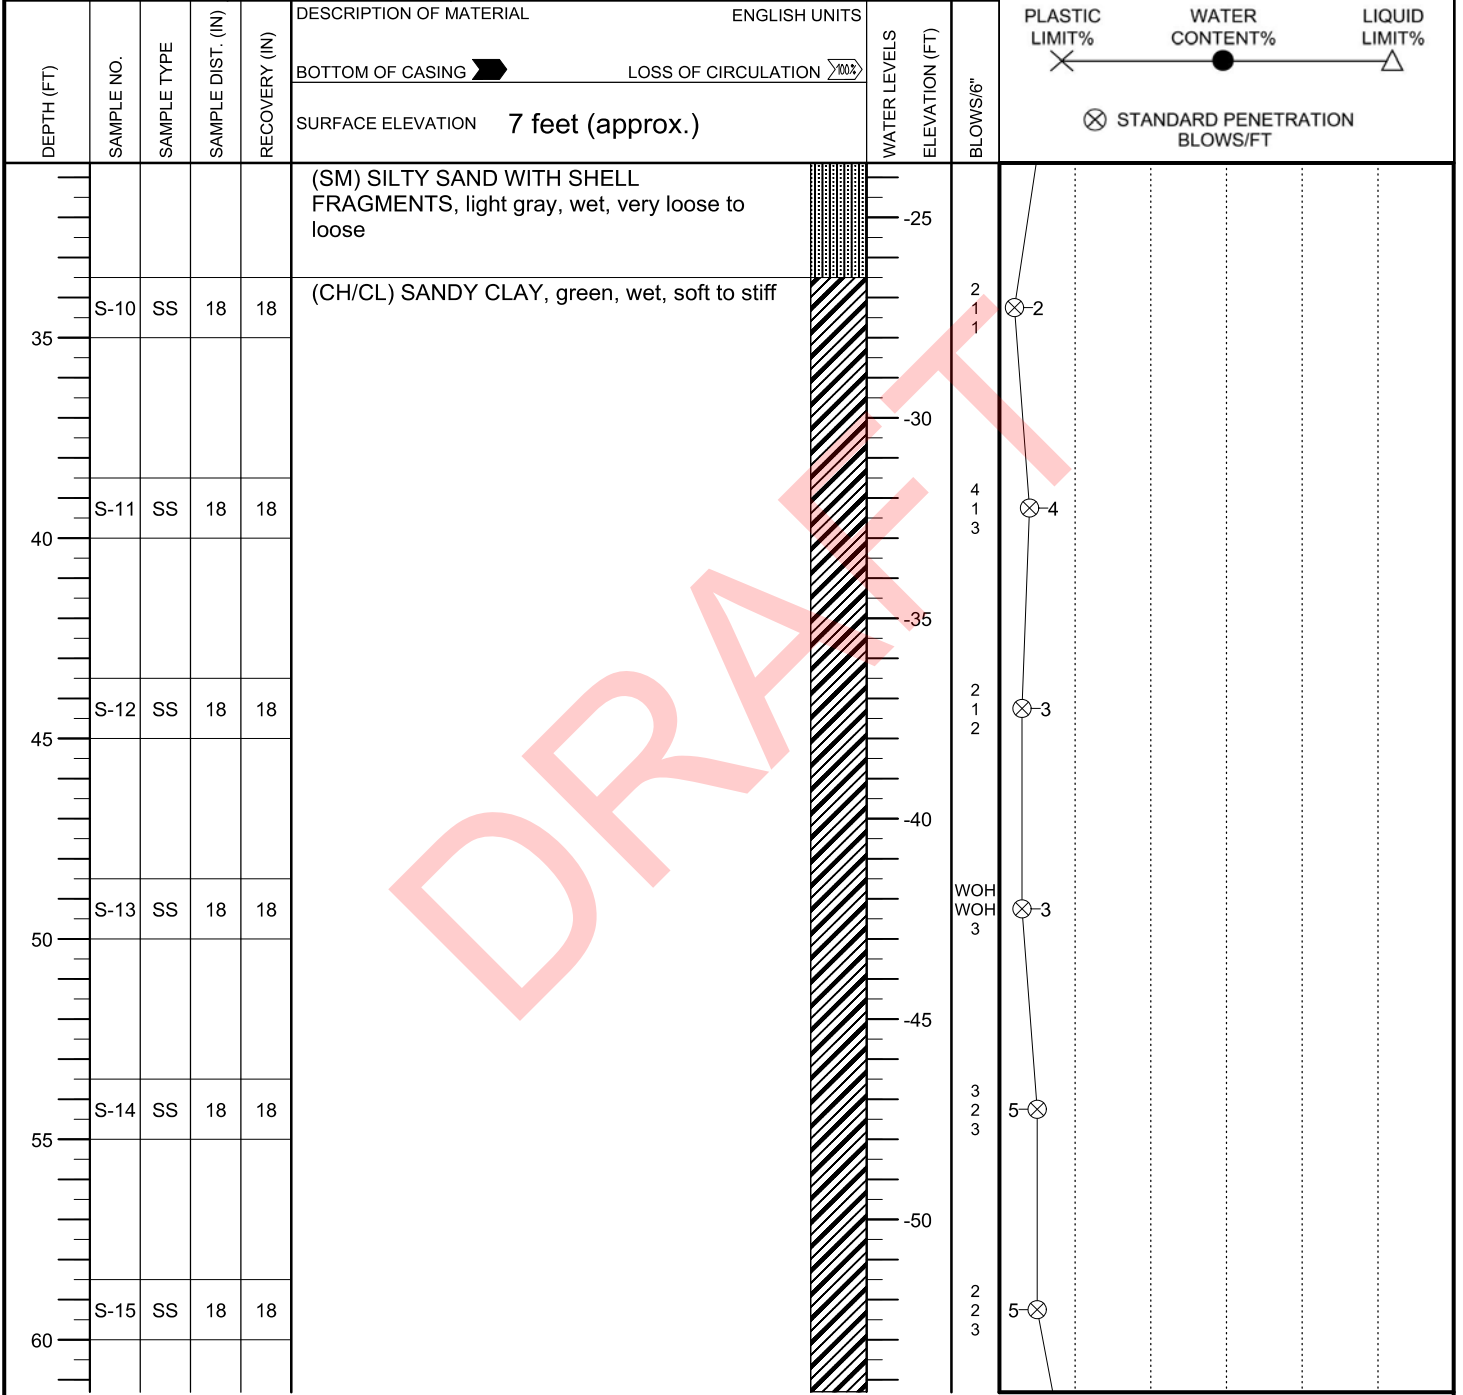 DEPTH (FT)
SAMPLE NO.
SAMPLE TYPE
SAMPLE DIST. (IN)
RECOVERY (IN)
DESCRIPTION OF MATERIAL ENGLISH UNITS
BOTTOM OF CASING LOSS OF CIRCULATION 100%
SURFACE ELEVATION 7 feet (approx.)
WATER LEVELS
ELEVATION (FT)
BLOWS/6"
PLASTIC WATER LIQUID
LIMIT% CONTENT% LIMIT%
STANDARD PENETRATION
BLOWS/FT
(SM) SILTY SAND WITH SHELL
FRAGMENTS, light gray, wet, very loose to
loose
-25
(CH/CL) SANDY CLAY, green, wet, soft to stiff
2
S-10 SS 18 18 1 2
1
35
-30
4
S-11 SS 18 18 1 4
3
40
-35
2
S-12 SS 18 18 1 3
2
45
-40
WOH
S-13 SS 18 18 WOH 3
3
50
-45
3
S-14 SS 18 18 2 5
3
55
-50
2
S-15 SS 18 18 2 5
3
60
DRAFT